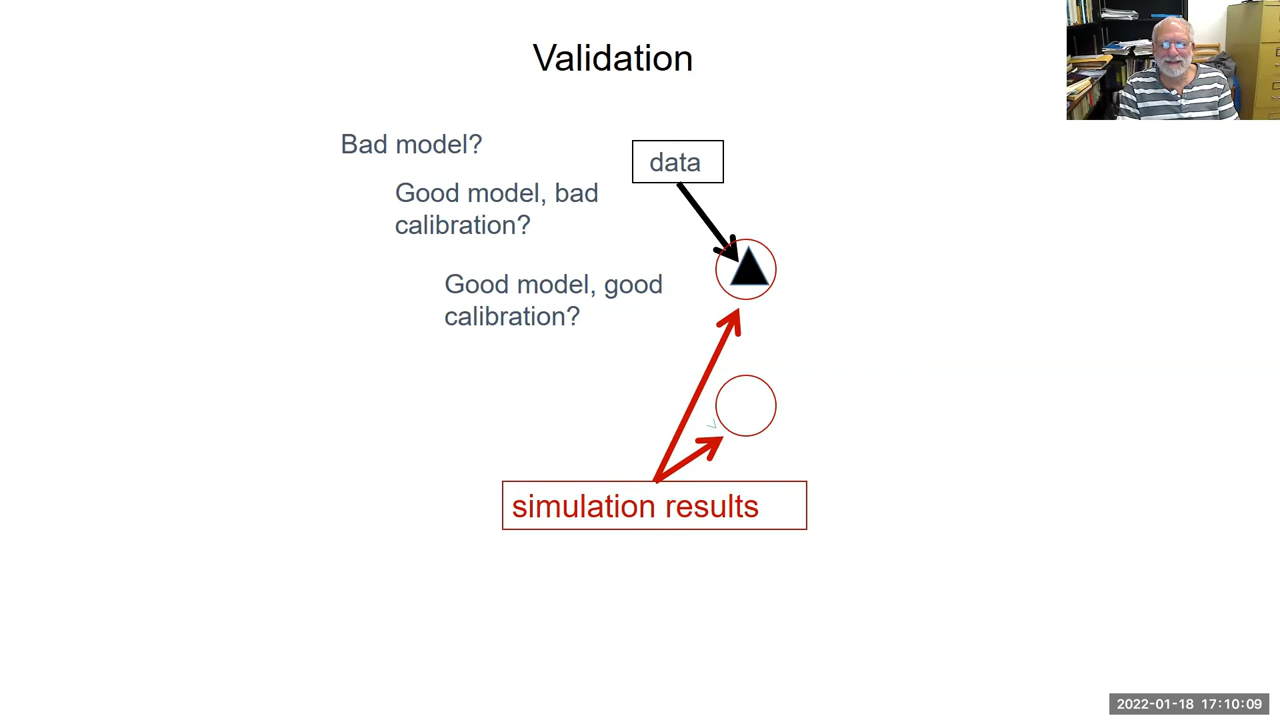 Validation
Bad model?
data
Good model, bad
calibration?
Good model, good
calibration?
simulation results
2022-01-18 17:10:09